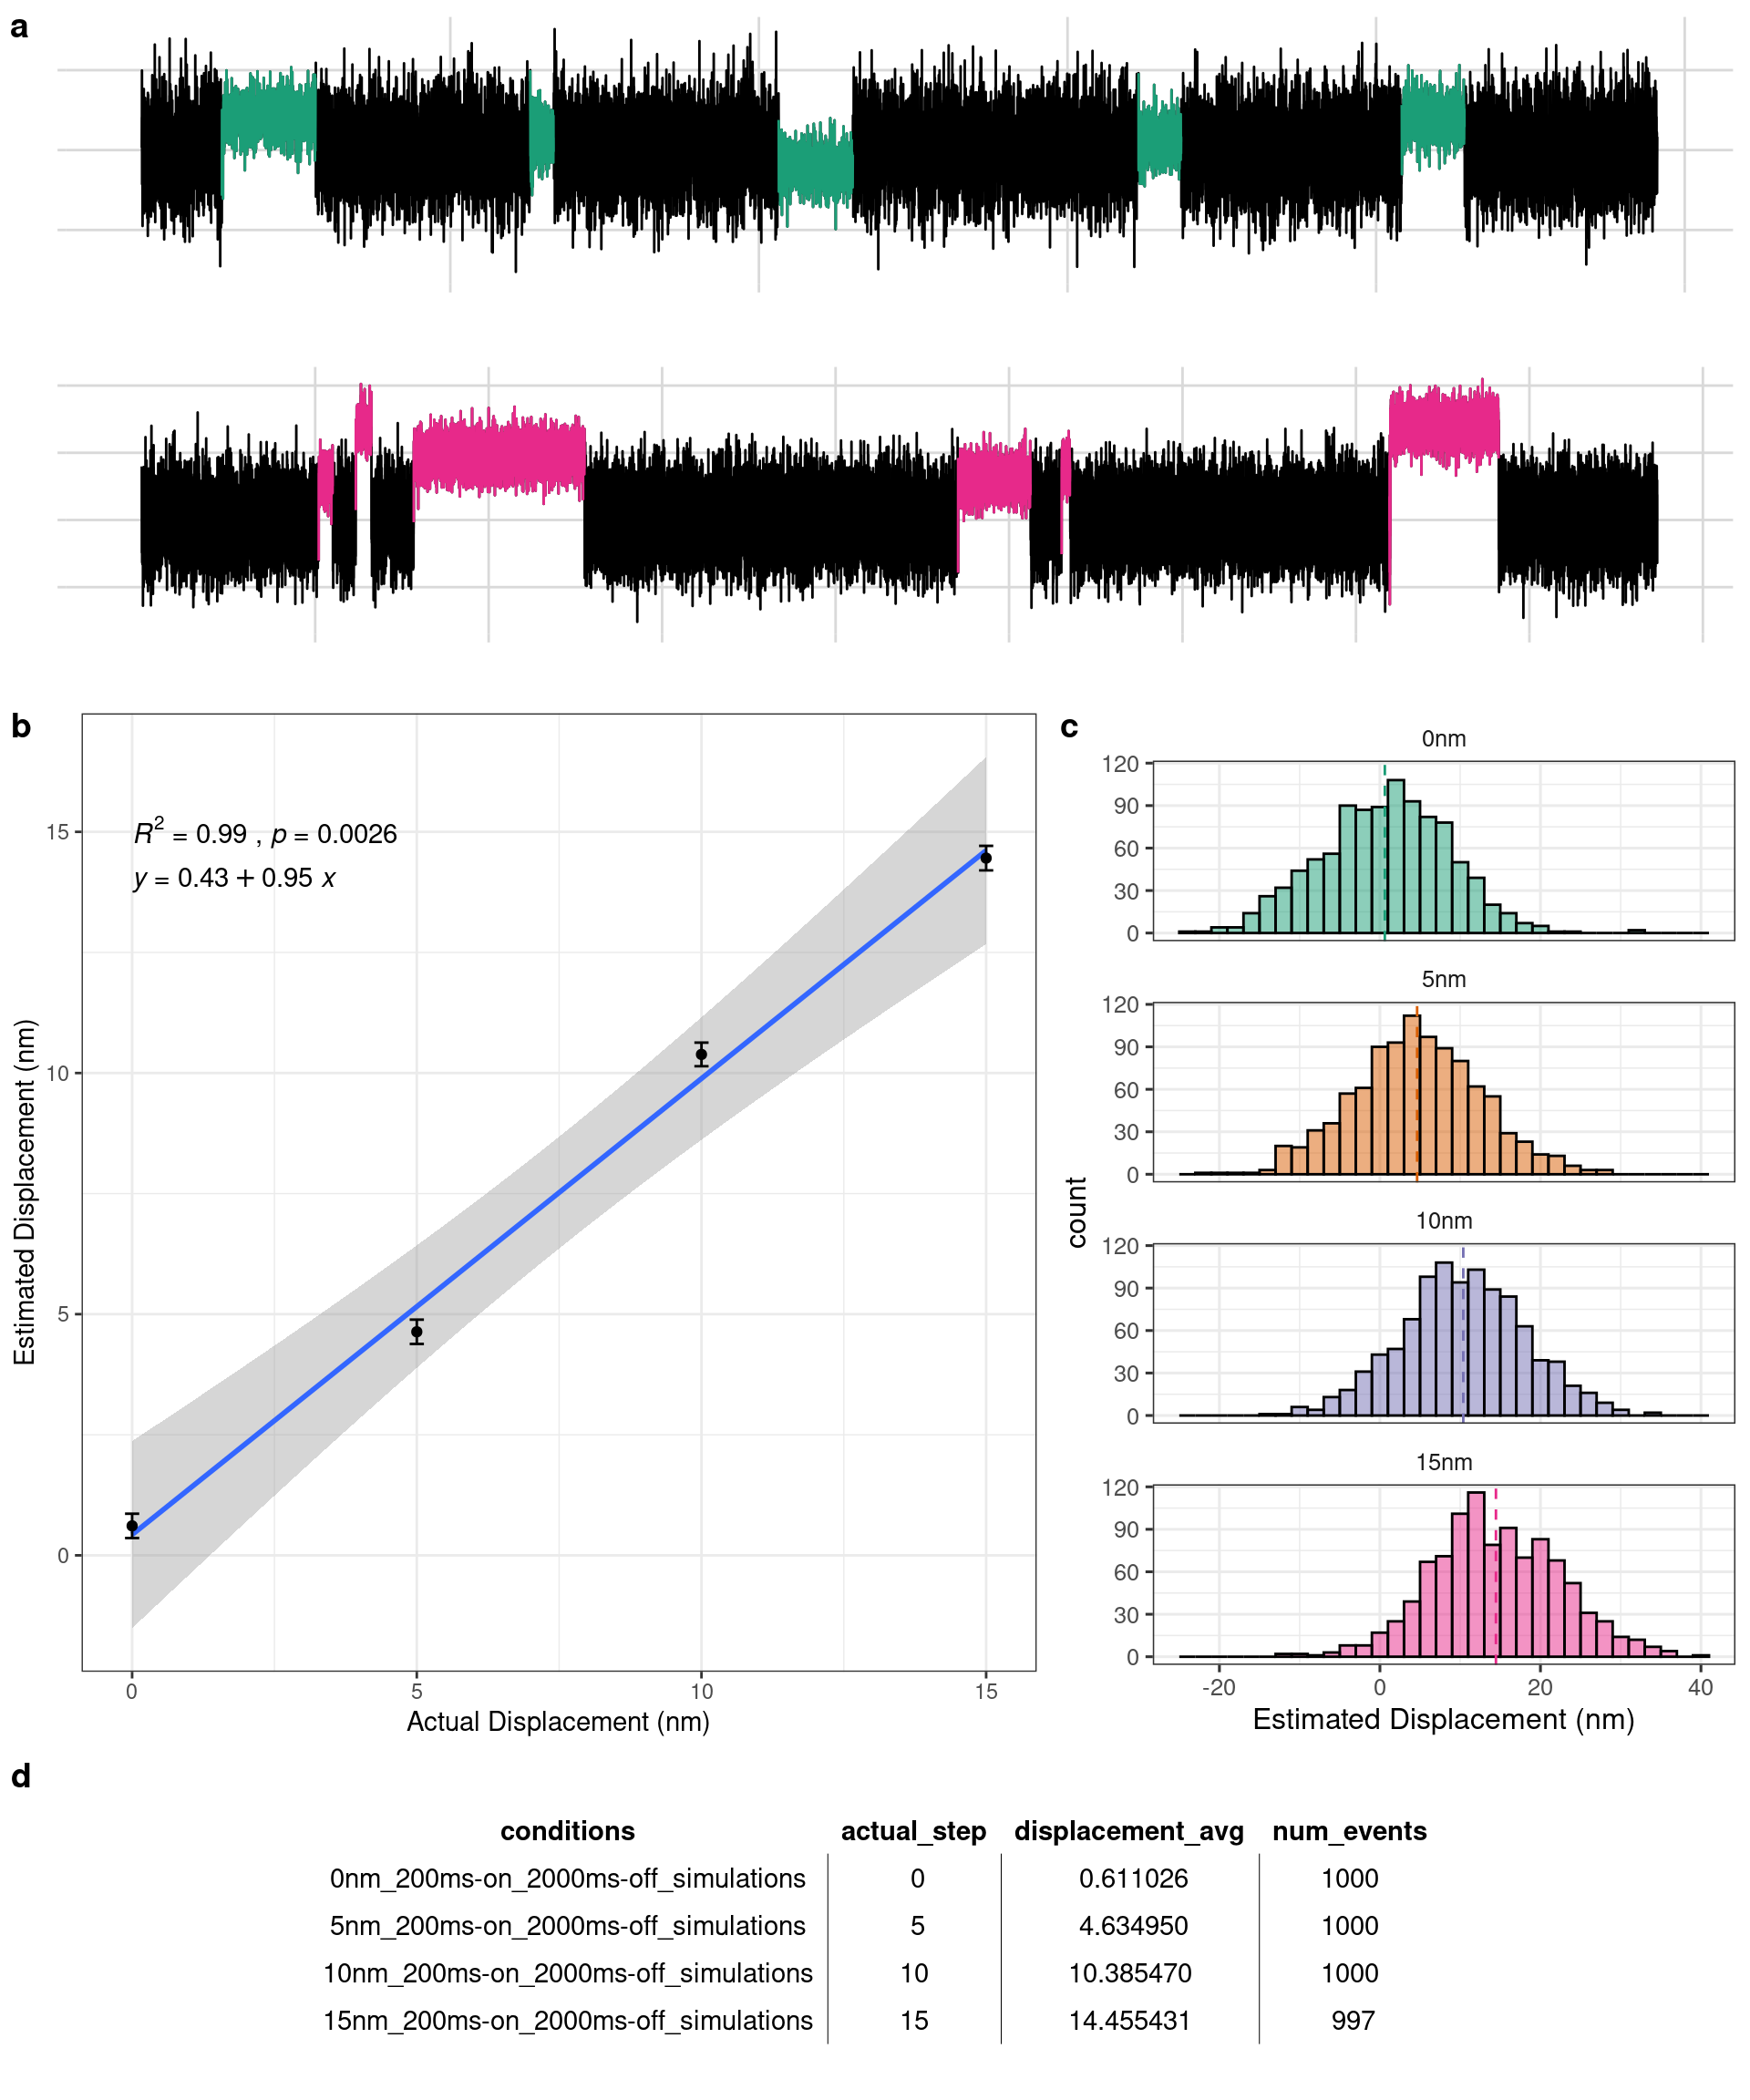 a
b
R2 = 0.99 , p = 0.0026
y = 0.43 + 0.95 x
15
10
5
0
Estimated Displacement (nm)
0 5 10 15
Actual Displacement (nm)
c
0nm
120
90
60
30
0
5nm
120
90
60
30
0
10nm
120
90
60
30
0
15nm
120
90
60
30
0
count
-20 0 20 40
Estimated Displacement (nm)
d
conditions actual_step displacement_avg num_events
0nm_200ms-on_2000ms-off_simulations 0 0.611026 1000
5nm_200ms-on_2000ms-off_simulations 5 4.634950 1000
10nm_200ms-on_2000ms-off_simulations 10 10.385470 1000
15nm_200ms-on_2000ms-off_simulations 15 14.455431 997